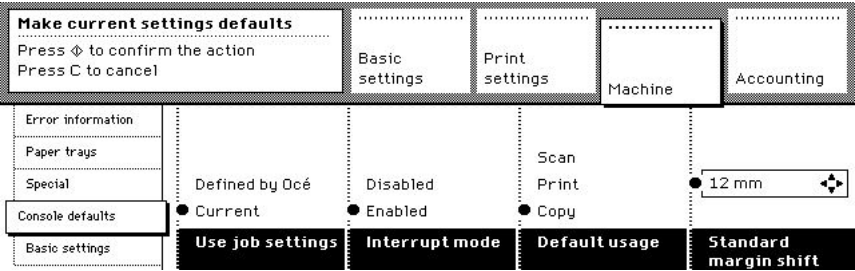 Make current settings defaults
Press ⎆ to confirm the action
Press C to cancel
Basic
settings
Print
settings
Machine
Accounting
Error information
Paper trays
Special
Console defaults
Basic settings
Defined by Océ
Current
Use job settings
Disabled
Enabled
Interrupt mode
Scan
Print
Copy
Default usage
12 mm
Standard
margin shift